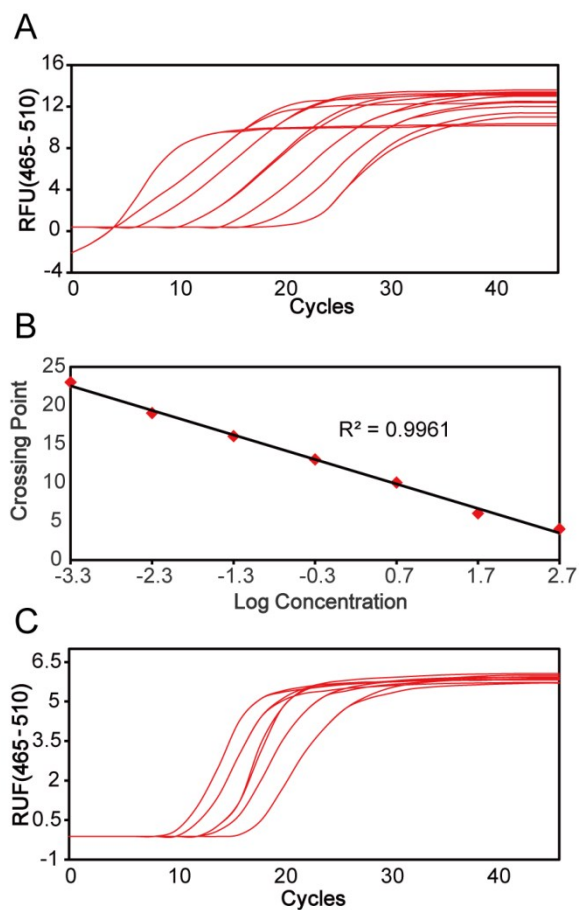 A
RFU(465-510)
16
12
8
4
0
-4
0 10 20 30 40
Cycles
B
Crossing Point
25
20
15
10
5
0
R² = 0.9961
-3.3 -2.3 -1.3 -0.3 0.7 1.7 2.7
Log Concentration
C
RUF(465-510)
6.5
5
3.5
2
0.5
-1
0 10 20 30 40
Cycles